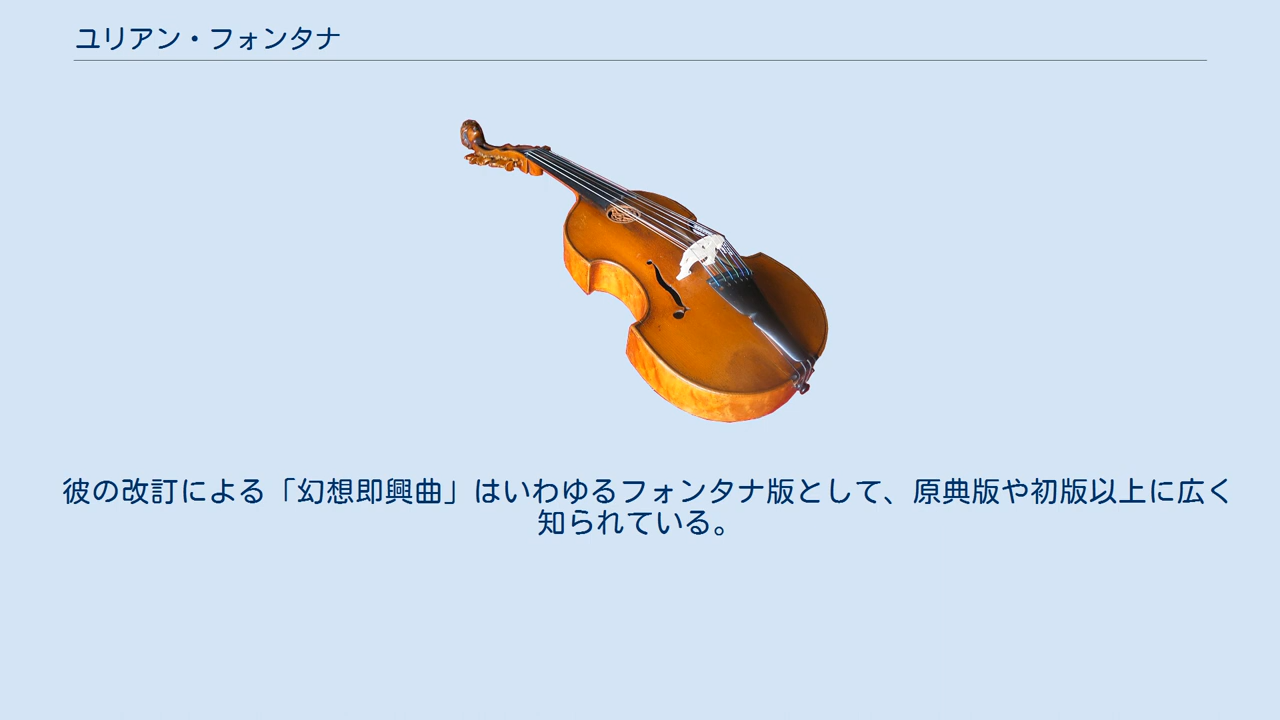 ユリアン・フォンタナ
彼の改訂による「幻想即興曲」はいわゆるフォンタナ版として、原典版や初版以上に広く
知られている。